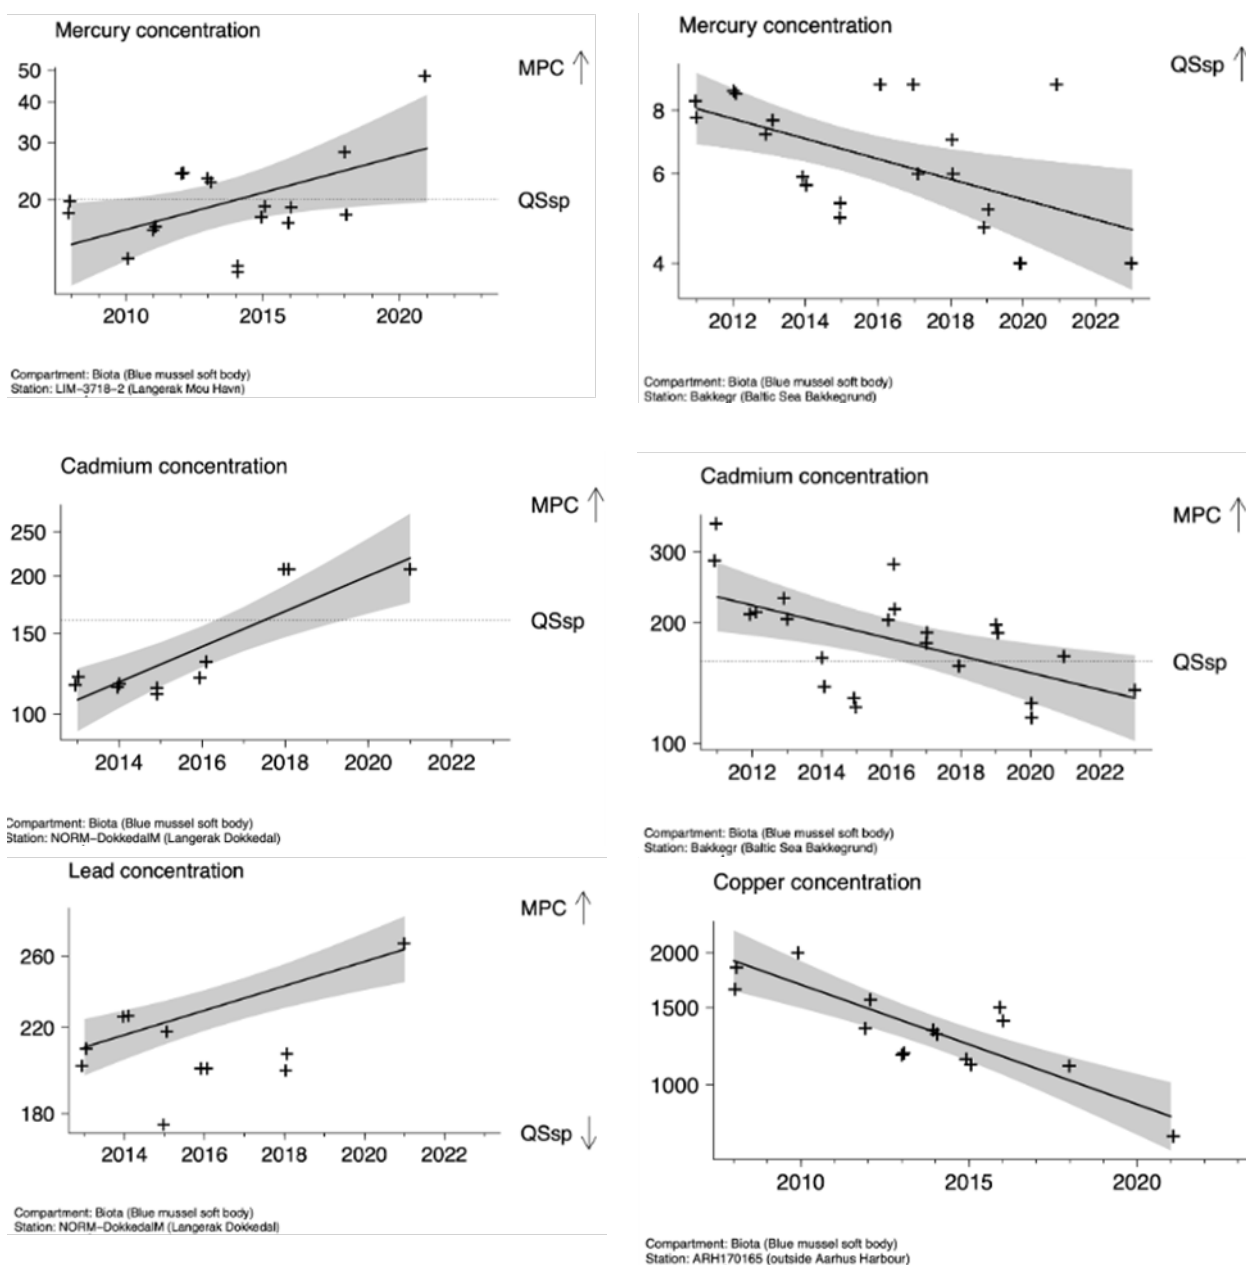 Mercury concentration
50
40
30
20
MPC ↑
QSsp
2010 2015 2020
Compartment: Biota (Blue mussel soft body)
Station: LIM-3718-2 (Langerak Mou Havn)
Mercury concentration
8
6
4
QSsp ↑
2012 2014 2016 2018 2020 2022
Compartment: Biota (Blue mussel soft body)
Station: Bakkegr (Baltic Sea Bakkegrund)
Cadmium concentration
250
200
150
100
MPC ↑
QSsp
2014 2016 2018 2020 2022
Compartment: Biota (Blue mussel soft body)
Station: NORM-DokkedalM (Langerak Dokkedal)
Cadmium concentration
300
200
100
MPC ↑
QSsp
2012 2014 2016 2018 2020 2022
Compartment: Biota (Blue mussel soft body)
Station: Bakkegr (Baltic Sea Bakkegrund)
Lead concentration
260
220
180
MPC ↑
QSsp ↓
2014 2016 2018 2020 2022
Compartment: Biota (Blue mussel soft body)
Station: NORM-DokkedalM (Langerak Dokkedal)
Copper concentration
2000
1500
1000
2010 2015 2020
Compartment: Biota (Blue mussel soft body)
Station: ARH170165 (outside Aarhus Harbour)